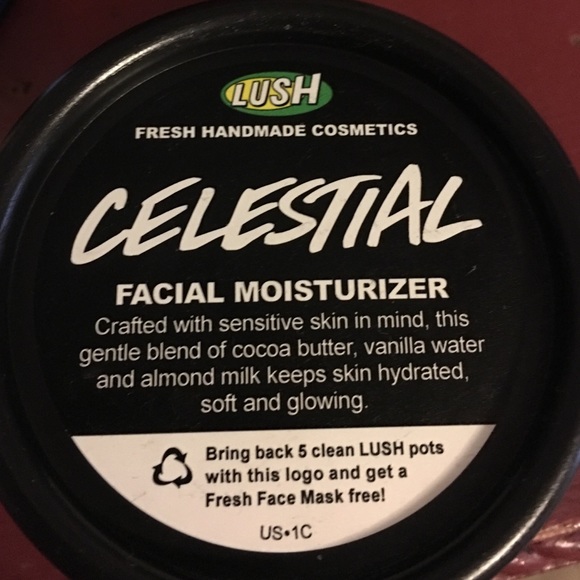 LUSH
FRESH HANDMADE COSMETICS
CELESTIAL
FACIAL MOISTURIZER
Crafted with sensitive skin in mind, this
gentle blend of cocoa butter, vanilla water
and almond milk keeps skin hydrated,
soft and glowing.
Bring back 5 clean LUSH pots
with this logo and get a
Fresh Face Mask free!
US•1C